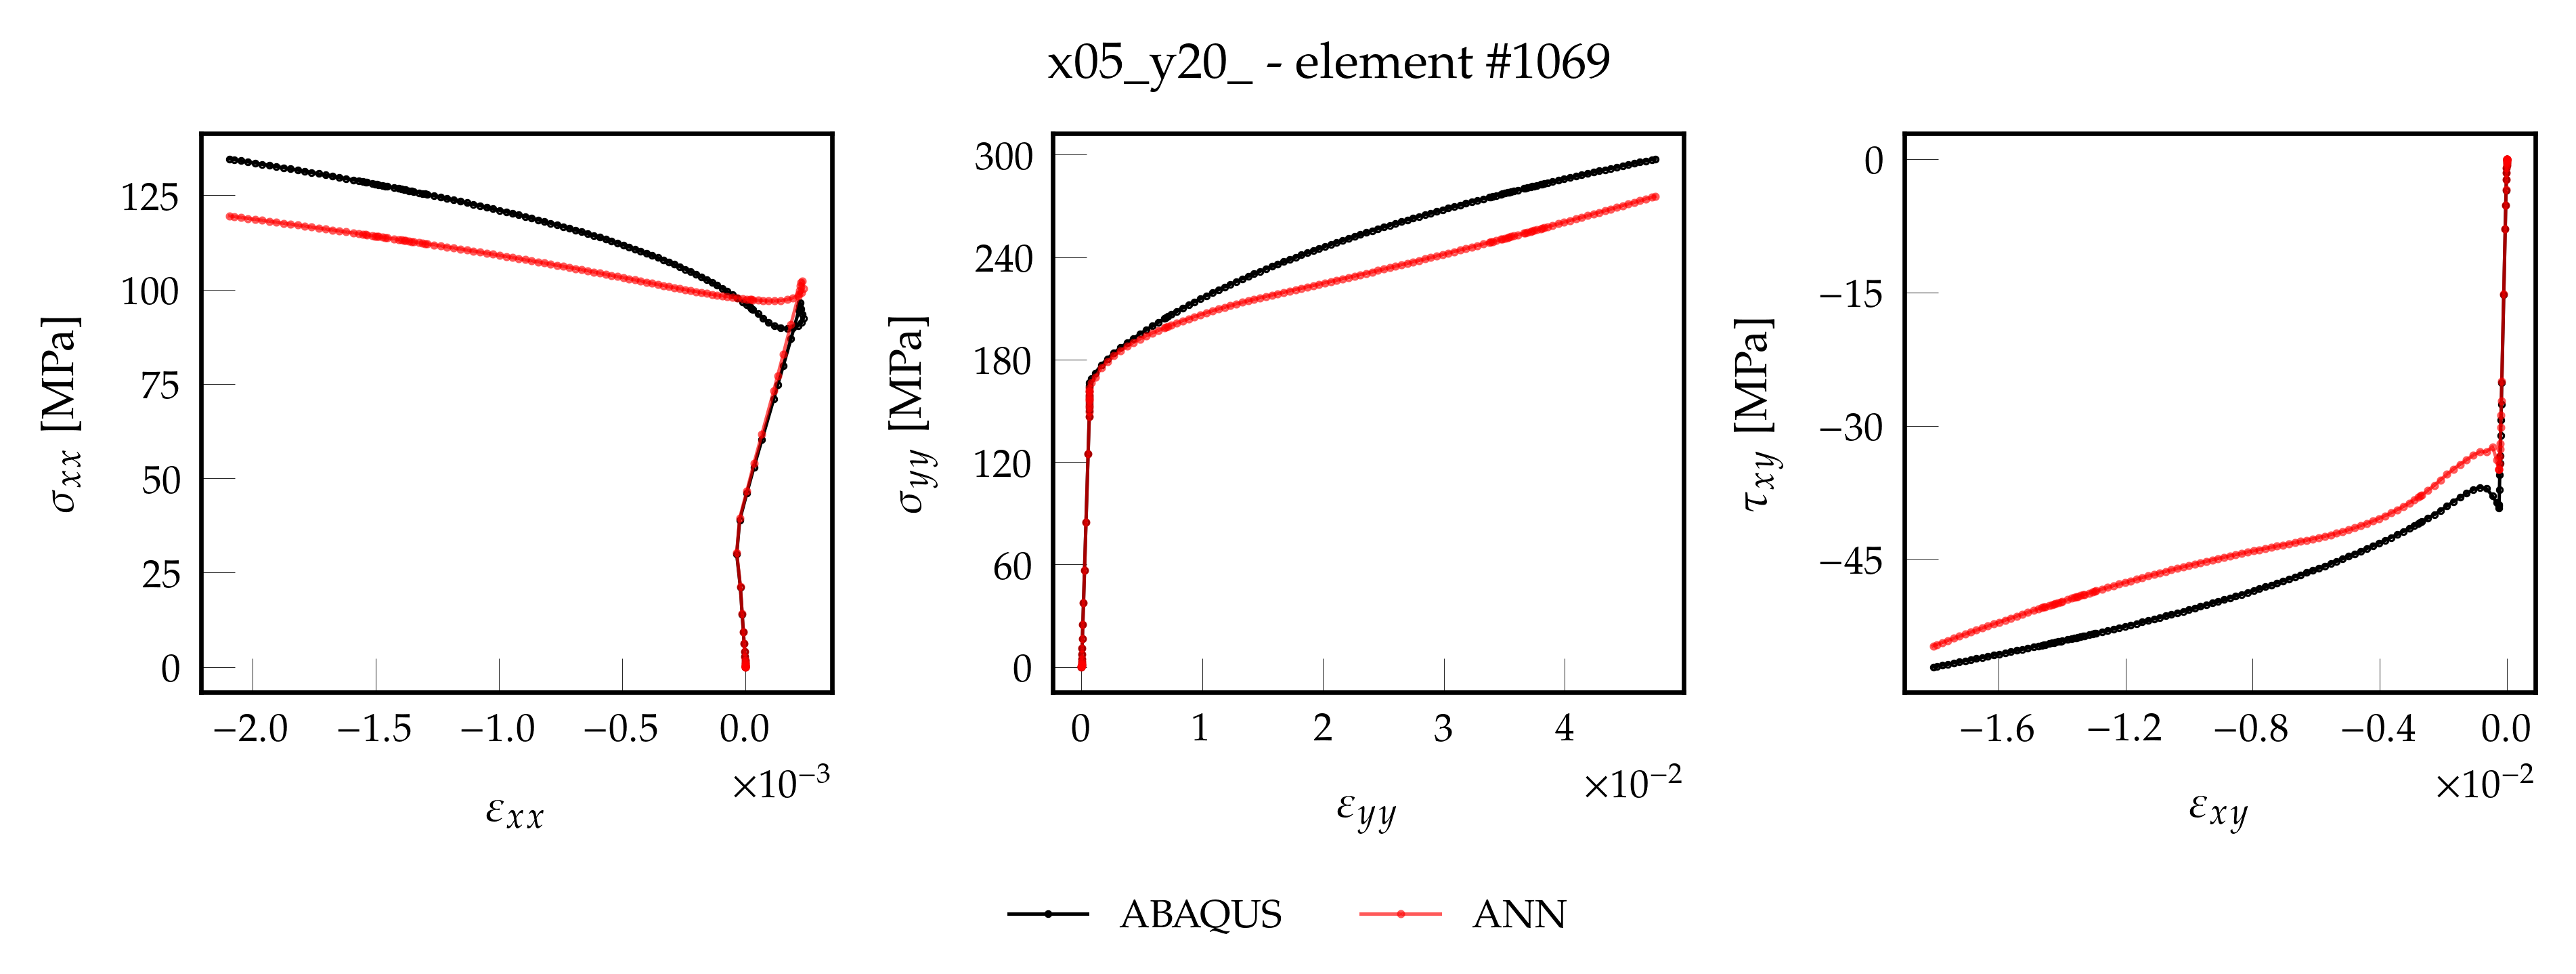 x05_y20_ - element #1069
σxx [MPa]
125
100
75
50
25
0
−2.0 −1.5 −1.0 −0.5 0.0
×10−3
εxx
σyy [MPa]
300
240
180
120
60
0
0 1 2 3 4
×10−2
εyy
τxy [MPa]
0
−15
−30
−45
−1.6 −1.2 −0.8 −0.4 0.0
×10−2
εxy
ABAQUS ANN